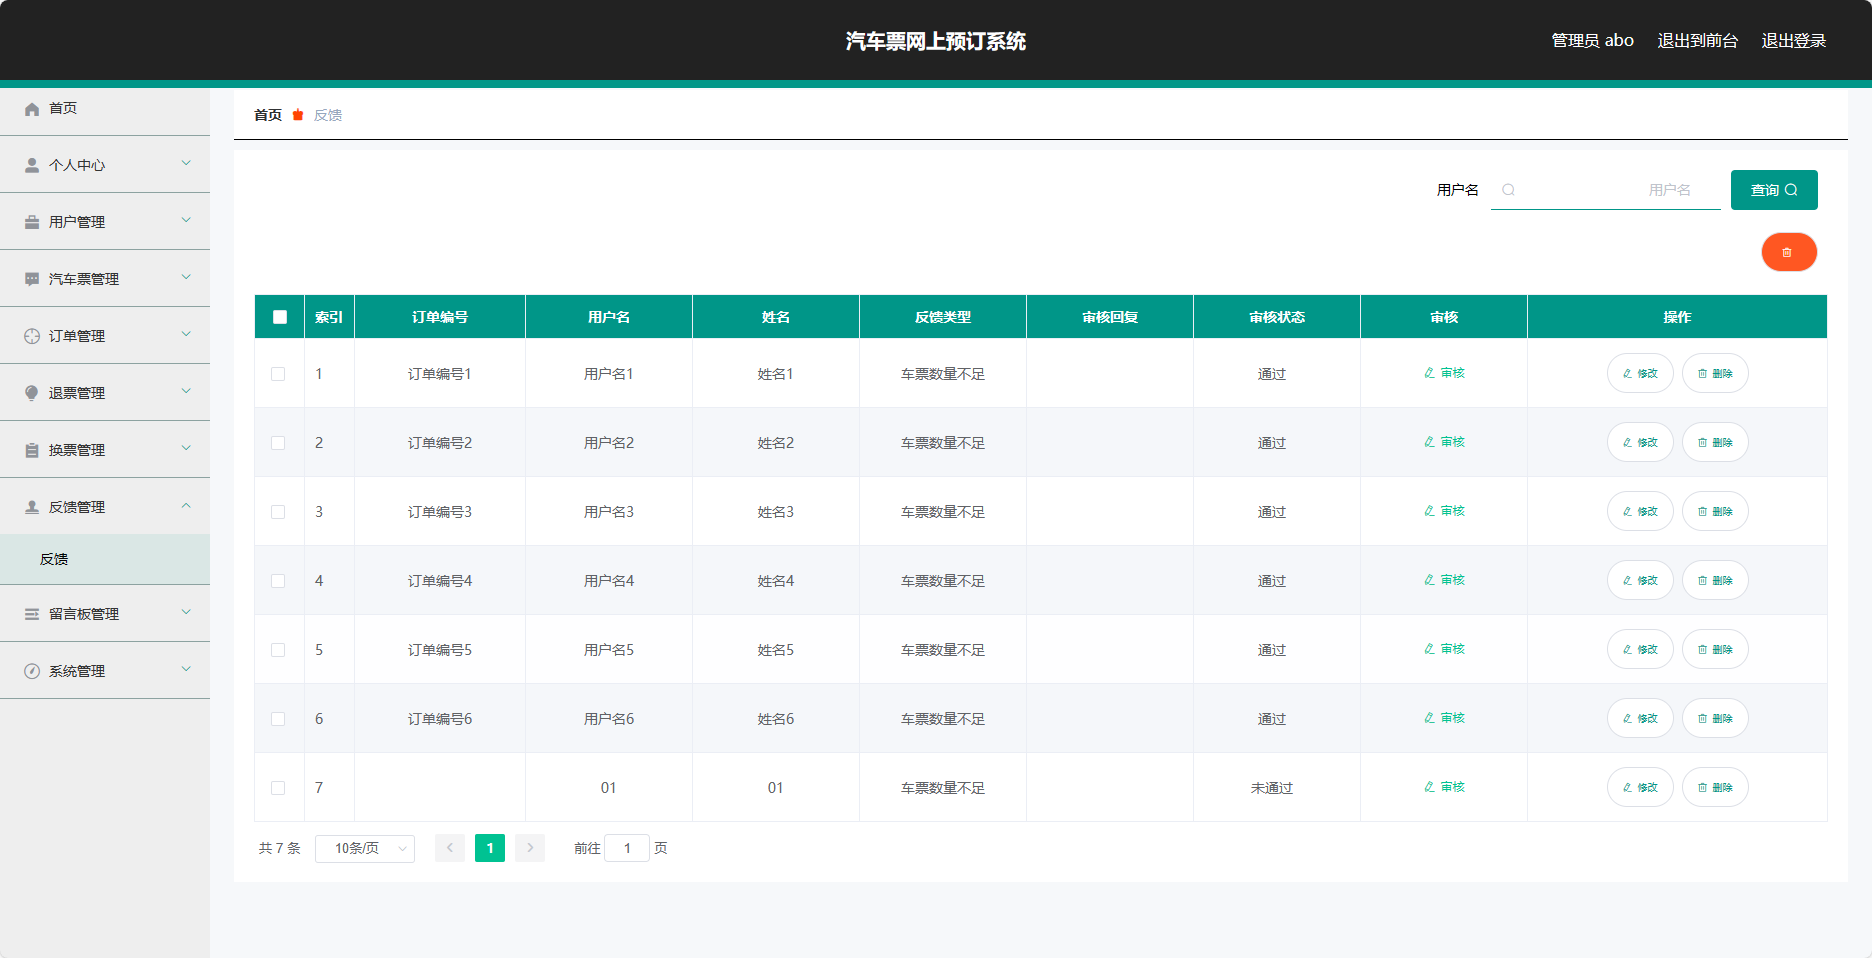 汽车票网上预订系统
管理员 abo 退出到前台 退出登录
首页
个人中心
用户管理
汽车票管理
订单管理
退票管理
换票管理
反馈管理
反馈
留言板管理
系统管理
首页 反馈
用户名 用户名 查询
索引 订单编号 用户名 姓名 反馈类型 审核回复 审核状态 审核 操作
1 订单编号1 用户名1 姓名1 车票数量不足 通过 审核 修改 删除
2 订单编号2 用户名2 姓名2 车票数量不足 通过 审核 修改 删除
3 订单编号3 用户名3 姓名3 车票数量不足 通过 审核 修改 删除
4 订单编号4 用户名4 姓名4 车票数量不足 通过 审核 修改 删除
5 订单编号5 用户名5 姓名5 车票数量不足 通过 审核 修改 删除
6 订单编号6 用户名6 姓名6 车票数量不足 通过 审核 修改 删除
7 01 01 车票数量不足 未通过 审核 修改 删除
共 7 条 10条/页 1 前往 1 页